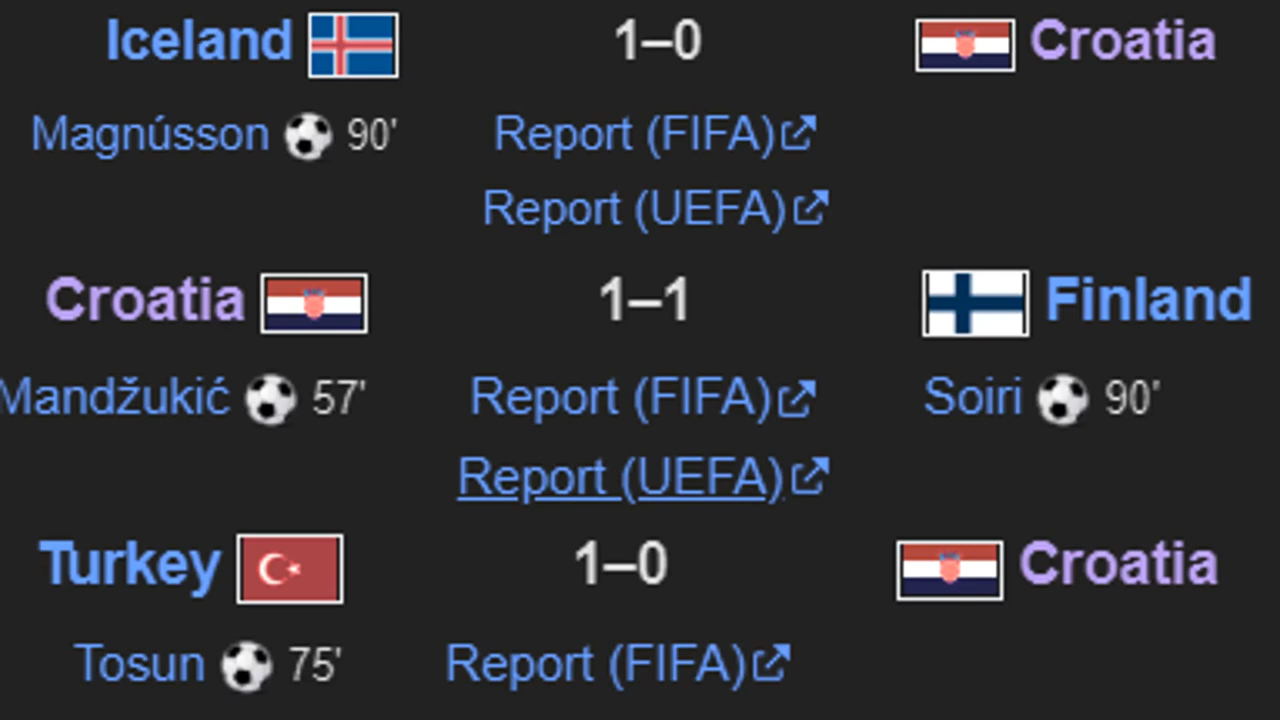 Iceland 1–0 Croatia
Magnússon 90' Report (FIFA)
Report (UEFA)
Croatia 1–1 Finland
Mandžukić 57' Report (FIFA) Soiri 90'
Report (UEFA)
Turkey 1–0 Croatia
Tosun 75' Report (FIFA)